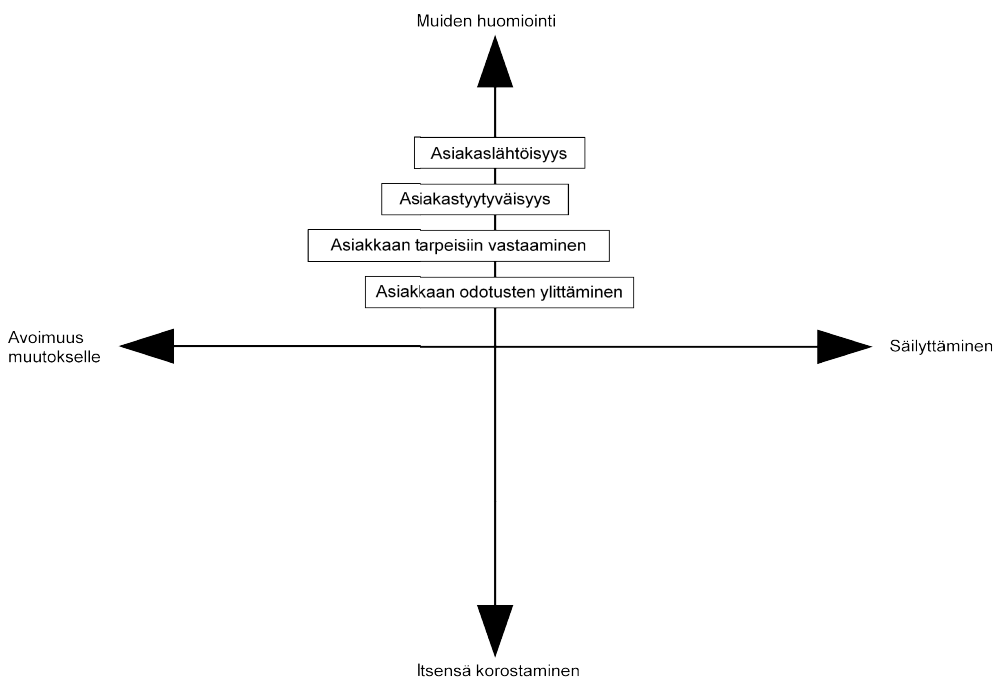 Muiden huomiointi
Asiakaslähtöisyys
Asiakastyytyväisyys
Asiakkaan tarpeisiin vastaaminen
Asiakkaan odotusten ylittäminen
Avoimuus
muutokselle
Säilyttäminen
Itsensä korostaminen